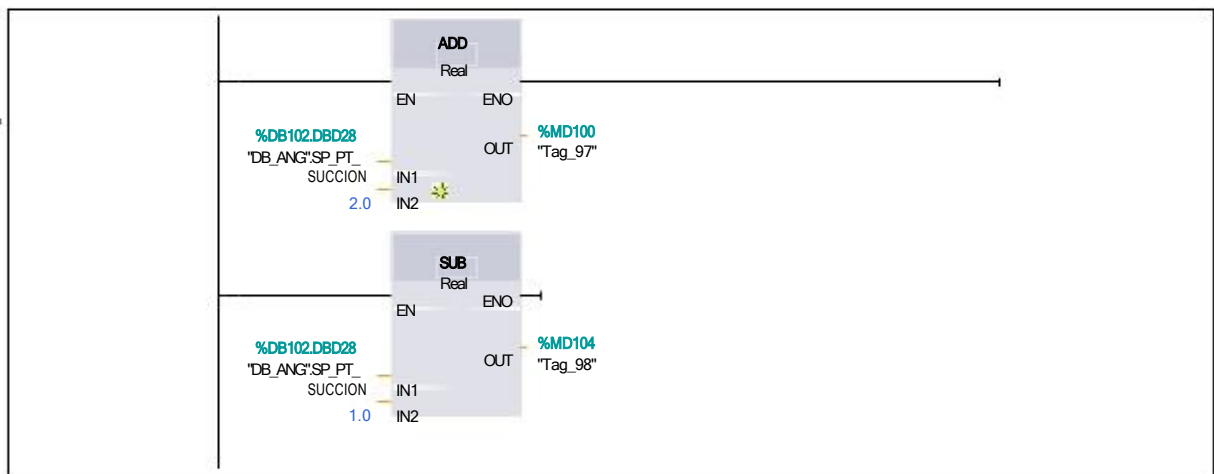 ADD
Real
EN ENO
%DB102.DBD28 %MD100
"DB_ANG".SP_PT_ OUT "Tag_97"
SUCCION IN1
2.0 IN2
SUB
Real
EN ENO
%DB102.DBD28 %MD104
"DB_ANG".SP_PT_ OUT "Tag_98"
SUCCION IN1
1.0 IN2